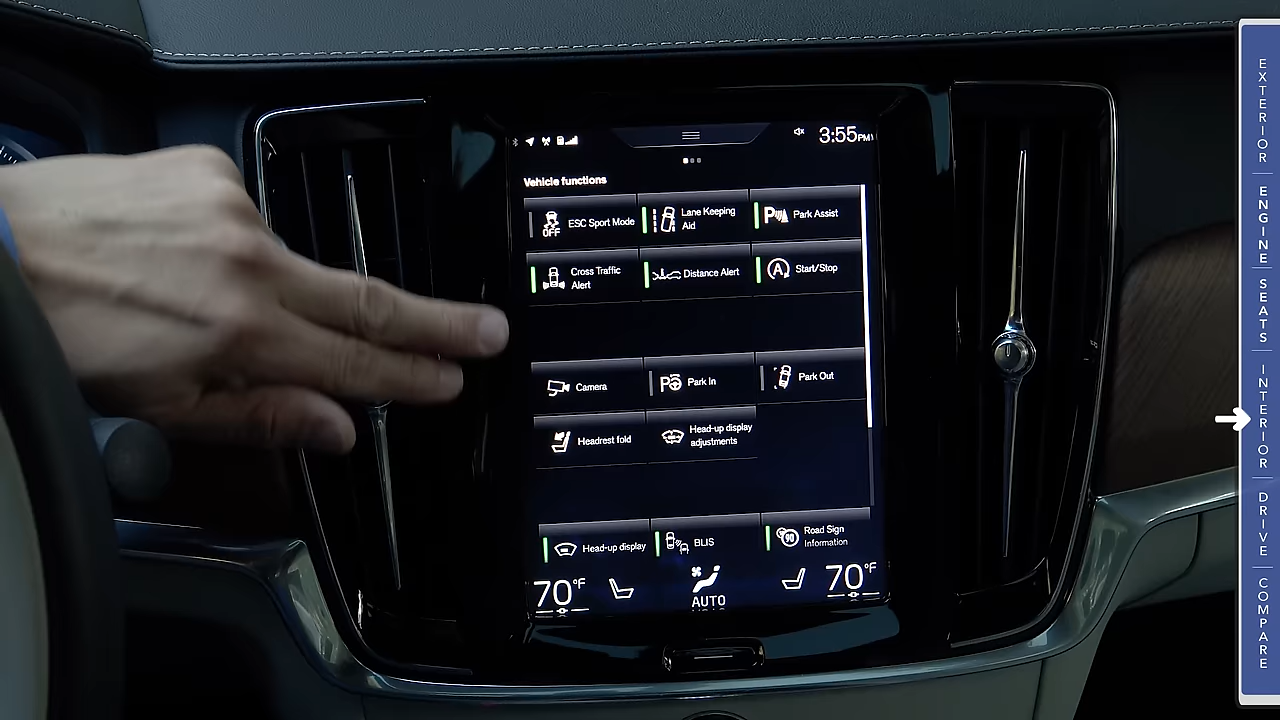 3:55PM
Vehicle functions
OFF
ESC Sport Mode
Lane Keeping
Aid
P
Park Assist
Cross Traffic
Alert
Distance Alert
A
Start/Stop
Camera
P
Park In
Park Out
Headrest fold
Head-up display
adjustments
Head-up display
BLIS
90
Road Sign
Information
70°F
AUTO
70°F
EXTERIOR
ENGINE
SEATS
INTERIOR
DRIVE
COMPARE